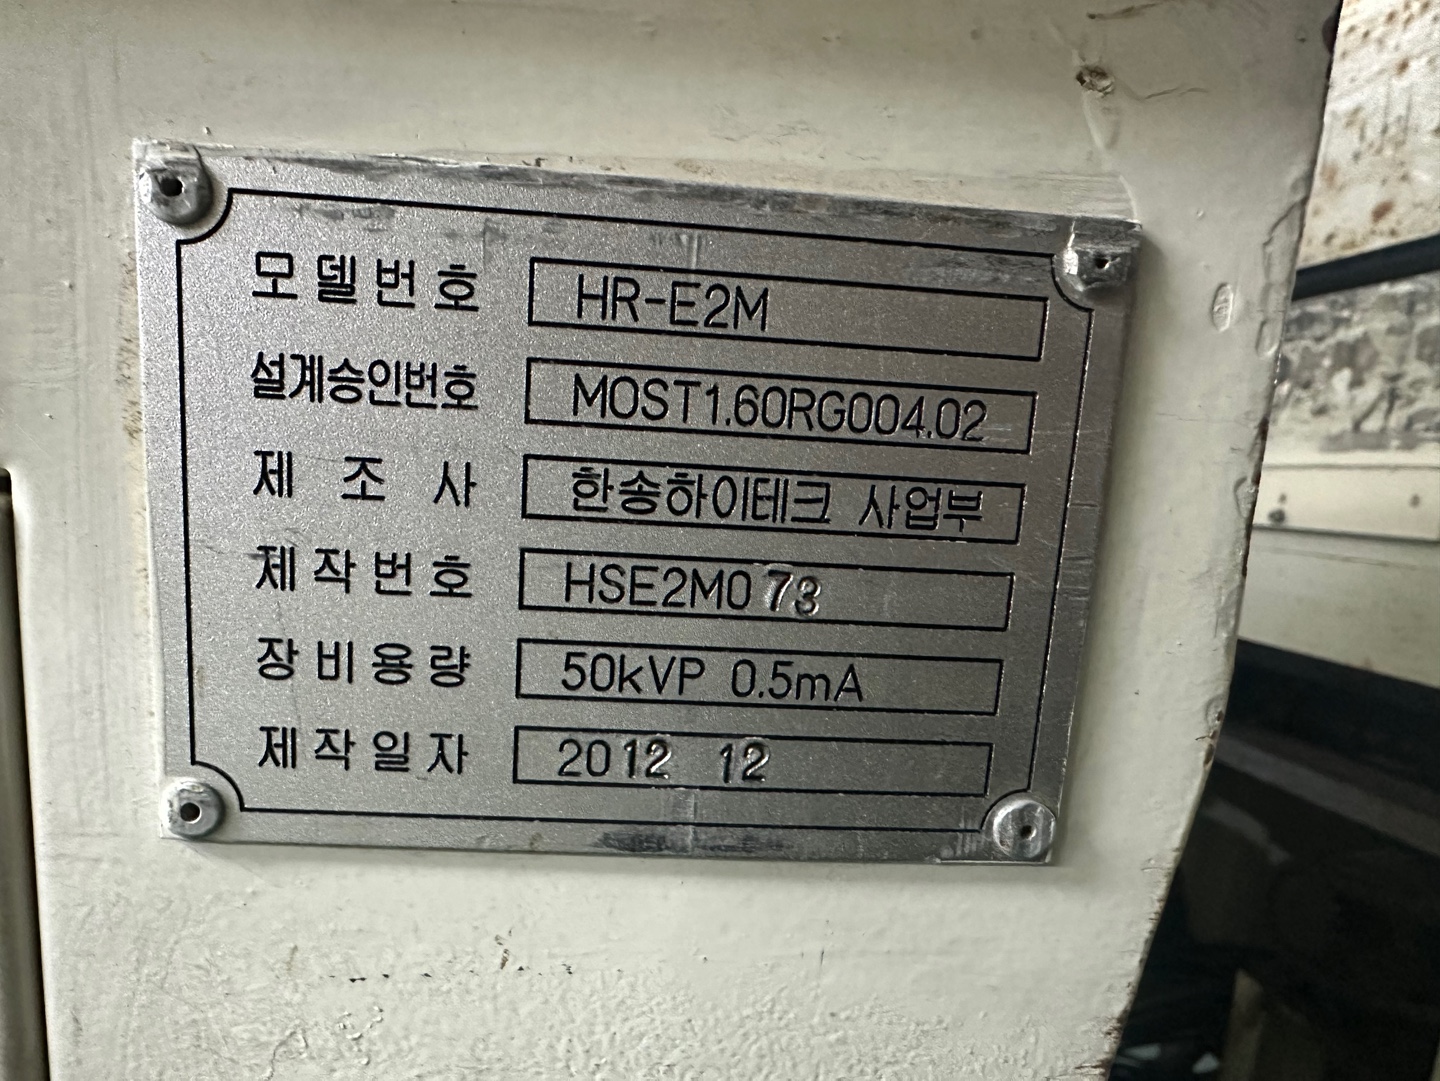 모델번호 HR-E2M
설계승인번호 MOST1.60RG004.02
제 조 사 한송하이테크 사업부
제작번호 HSE2M0 73
장비용량 50kVP 0.5mA
제작일자 2012 12